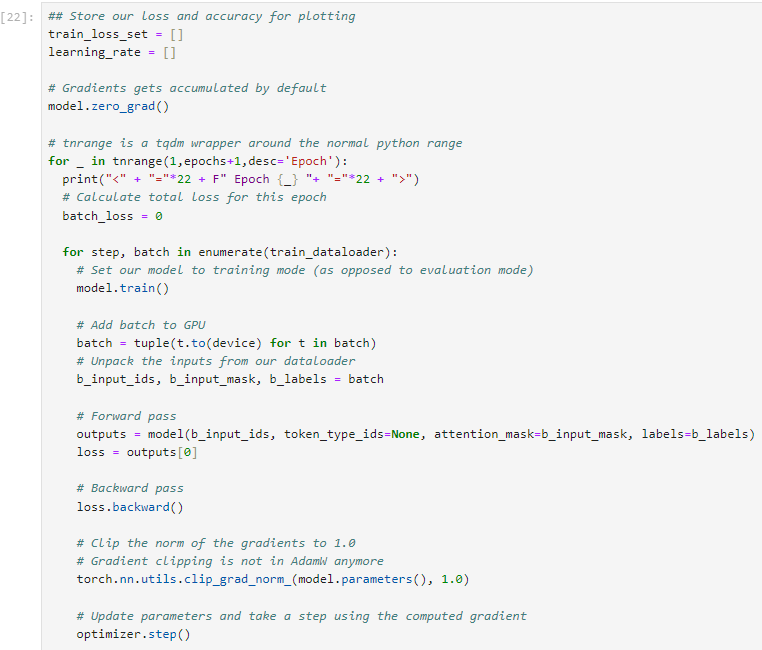 [22]:
## Store our loss and accuracy for plotting
train_loss_set = []
learning_rate = []

# Gradients gets accumulated by default
model.zero_grad()

# tnrange is a tqdm wrapper around the normal python range
for _ in tnrange(1,epochs+1,desc='Epoch'):
  print("<" + "="*22 + F" Epoch {_} "+ "="*22 + ">")
  # Calculate total loss for this epoch
  batch_loss = 0

  for step, batch in enumerate(train_dataloader):
    # Set our model to training mode (as opposed to evaluation mode)
    model.train()

    # Add batch to GPU
    batch = tuple(t.to(device) for t in batch)
    # Unpack the inputs from our dataloader
    b_input_ids, b_input_mask, b_labels = batch

    # Forward pass
    outputs = model(b_input_ids, token_type_ids=None, attention_mask=b_input_mask, labels=b_labels)
    loss = outputs[0]

    # Backward pass
    loss.backward()

    # Clip the norm of the gradients to 1.0
    # Gradient clipping is not in AdamW anymore
    torch.nn.utils.clip_grad_norm_(model.parameters(), 1.0)

    # Update parameters and take a step using the computed gradient
    optimizer.step()